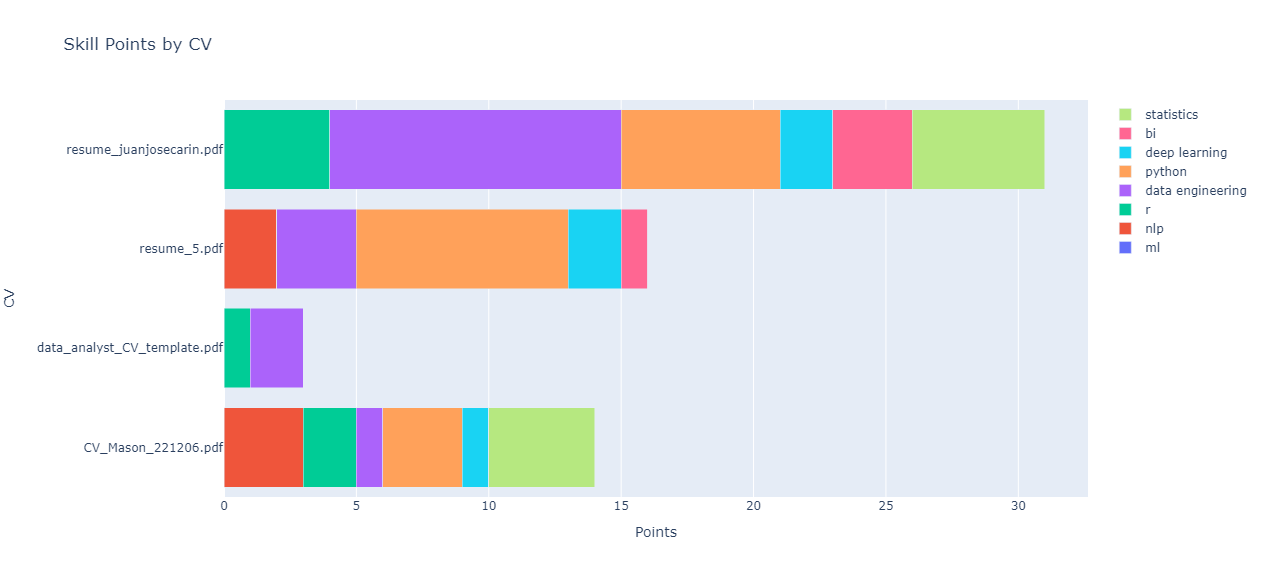 Skill Points by CV
resume_juanjosecarin.pdf
resume_5.pdf
data_analyst_CV_template.pdf
CV_Mason_221206.pdf
CV
0 5 10 15 20 25 30
Points
statistics
bi
deep learning
python
data engineering
r
nlp
ml